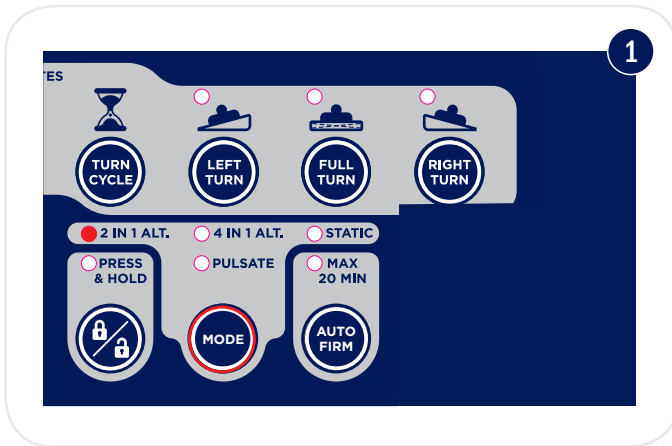 1
TES
TURN
CYCLE
LEFT
TURN
FULL
TURN
RIGHT
TURN
2 IN 1 ALT.
4 IN 1 ALT.
STATIC
PRESS
& HOLD
PULSATE
MAX
20 MIN
MODE
AUTO
FIRM